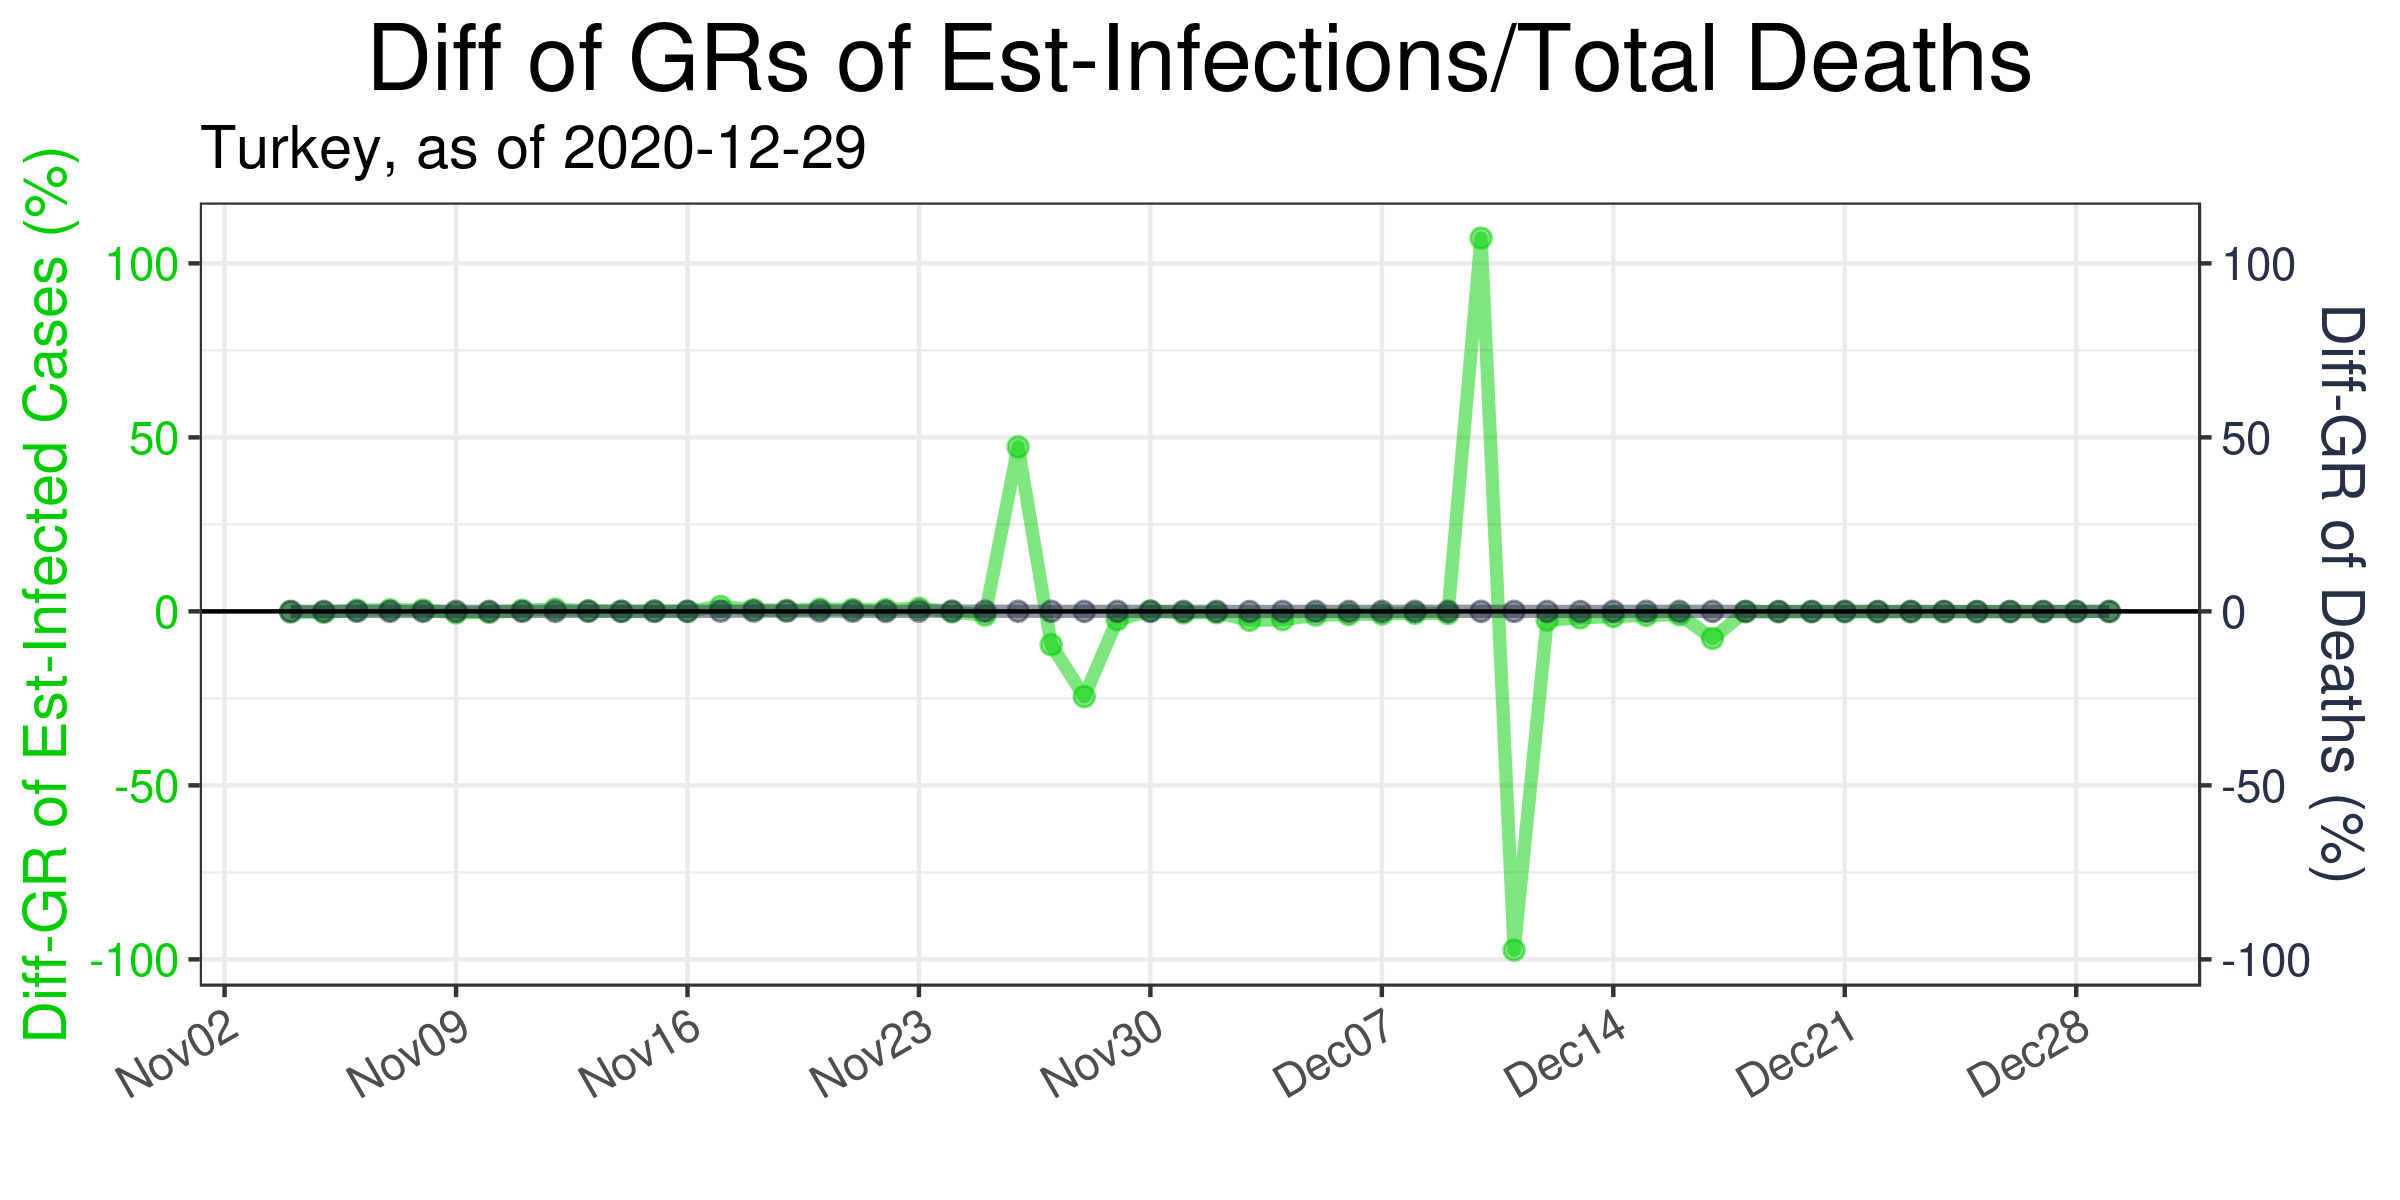 Diff of GRs of Est-Infections/Total Deaths
Turkey, as of 2020-12-29
Diff-GR of Est-Infected Cases (%)
100
50
0
-50
-100
100
50
0
-50
-100
Diff-GR of Deaths (%)
Nov02
Nov09
Nov16
Nov23
Nov30
Dec07
Dec14
Dec21
Dec28